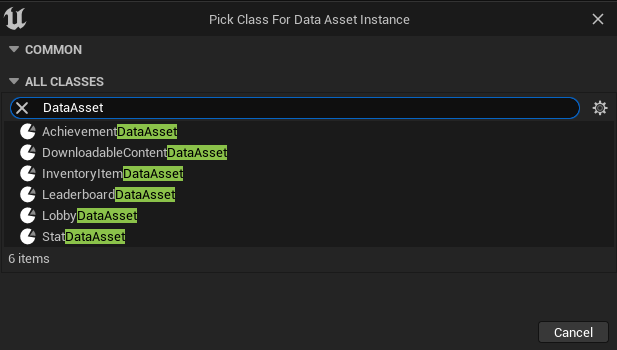 Pick Class For Data Asset Instance
COMMON
ALL CLASSES
DataAsset
AchievementDataAsset
DownloadableContentDataAsset
InventoryItemDataAsset
LeaderboardDataAsset
LobbyDataAsset
StatDataAsset
6 items
Cancel